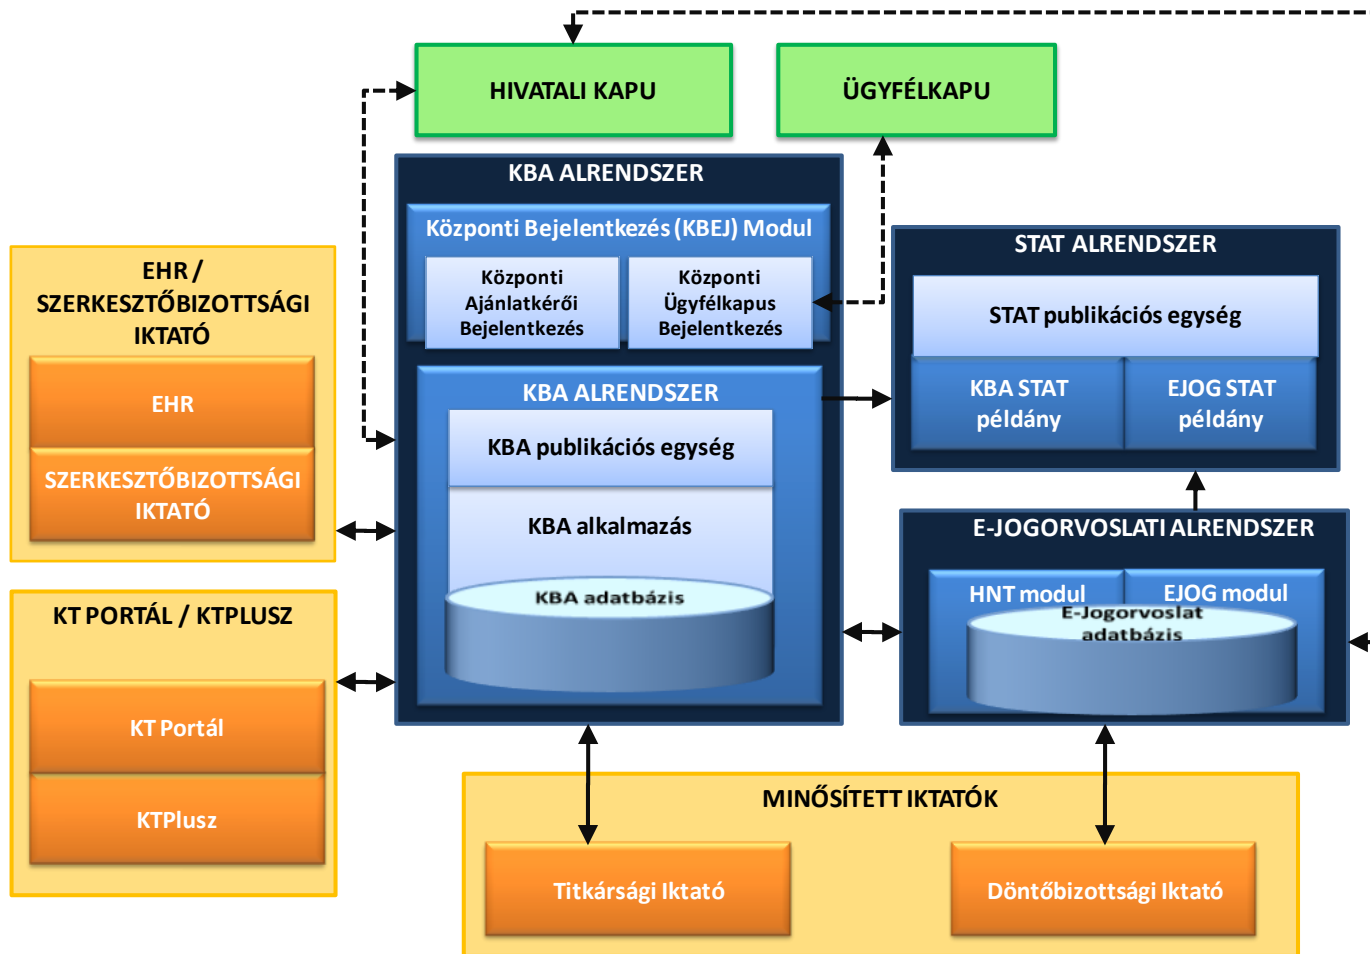 HIVATALI KAPU
ÜGYFÉLKAPU
KBA ALRENDSZER
Központi Bejelentkezés (KBEJ) Modul
Központi
Ajánlatkérői
Bejelentkezés
Központi
Ügyfélkapus
Bejelentkezés
STAT ALRENDSZER
STAT publikációs egység
KBA STAT
példány
EJOG STAT
példány
EHR /
SZERKESZTŐBIZOTTSÁGI
IKTATÓ
EHR
SZERKESZTŐBIZOTTSÁGI
IKTATÓ
KBA ALRENDSZER
KBA publikációs egység
KBA alkalmazás
KBA adatbázis
E-JOGORVOSLATI ALRENDSZER
HNT modul
EJOG modul
E-Jogorvoslat
adatbázis
KT PORTÁL / KTPLUSZ
KT Portál
KTPlusz
MINŐSÍTETT IKTATÓK
Titkársági Iktató
Döntőbizottsági Iktató